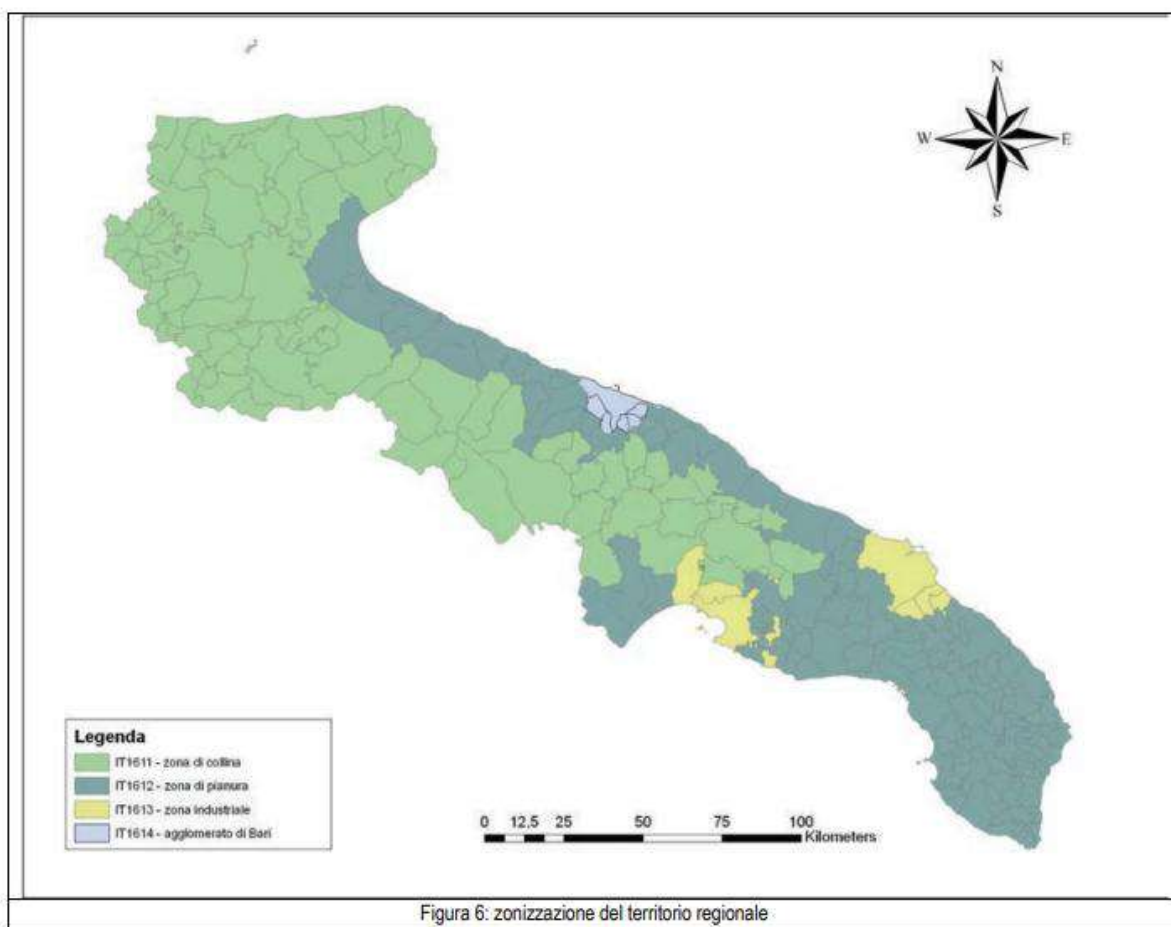 N
W E
S
Legenda
IT1611 - zona di collina
IT1612 - zona di pianura
IT1613 - zona industriale
IT1614 - agglomerato di Bari
0 12,5 25 50 75 100
Kilometers
Figura 6: zonizzazione del territorio regionale